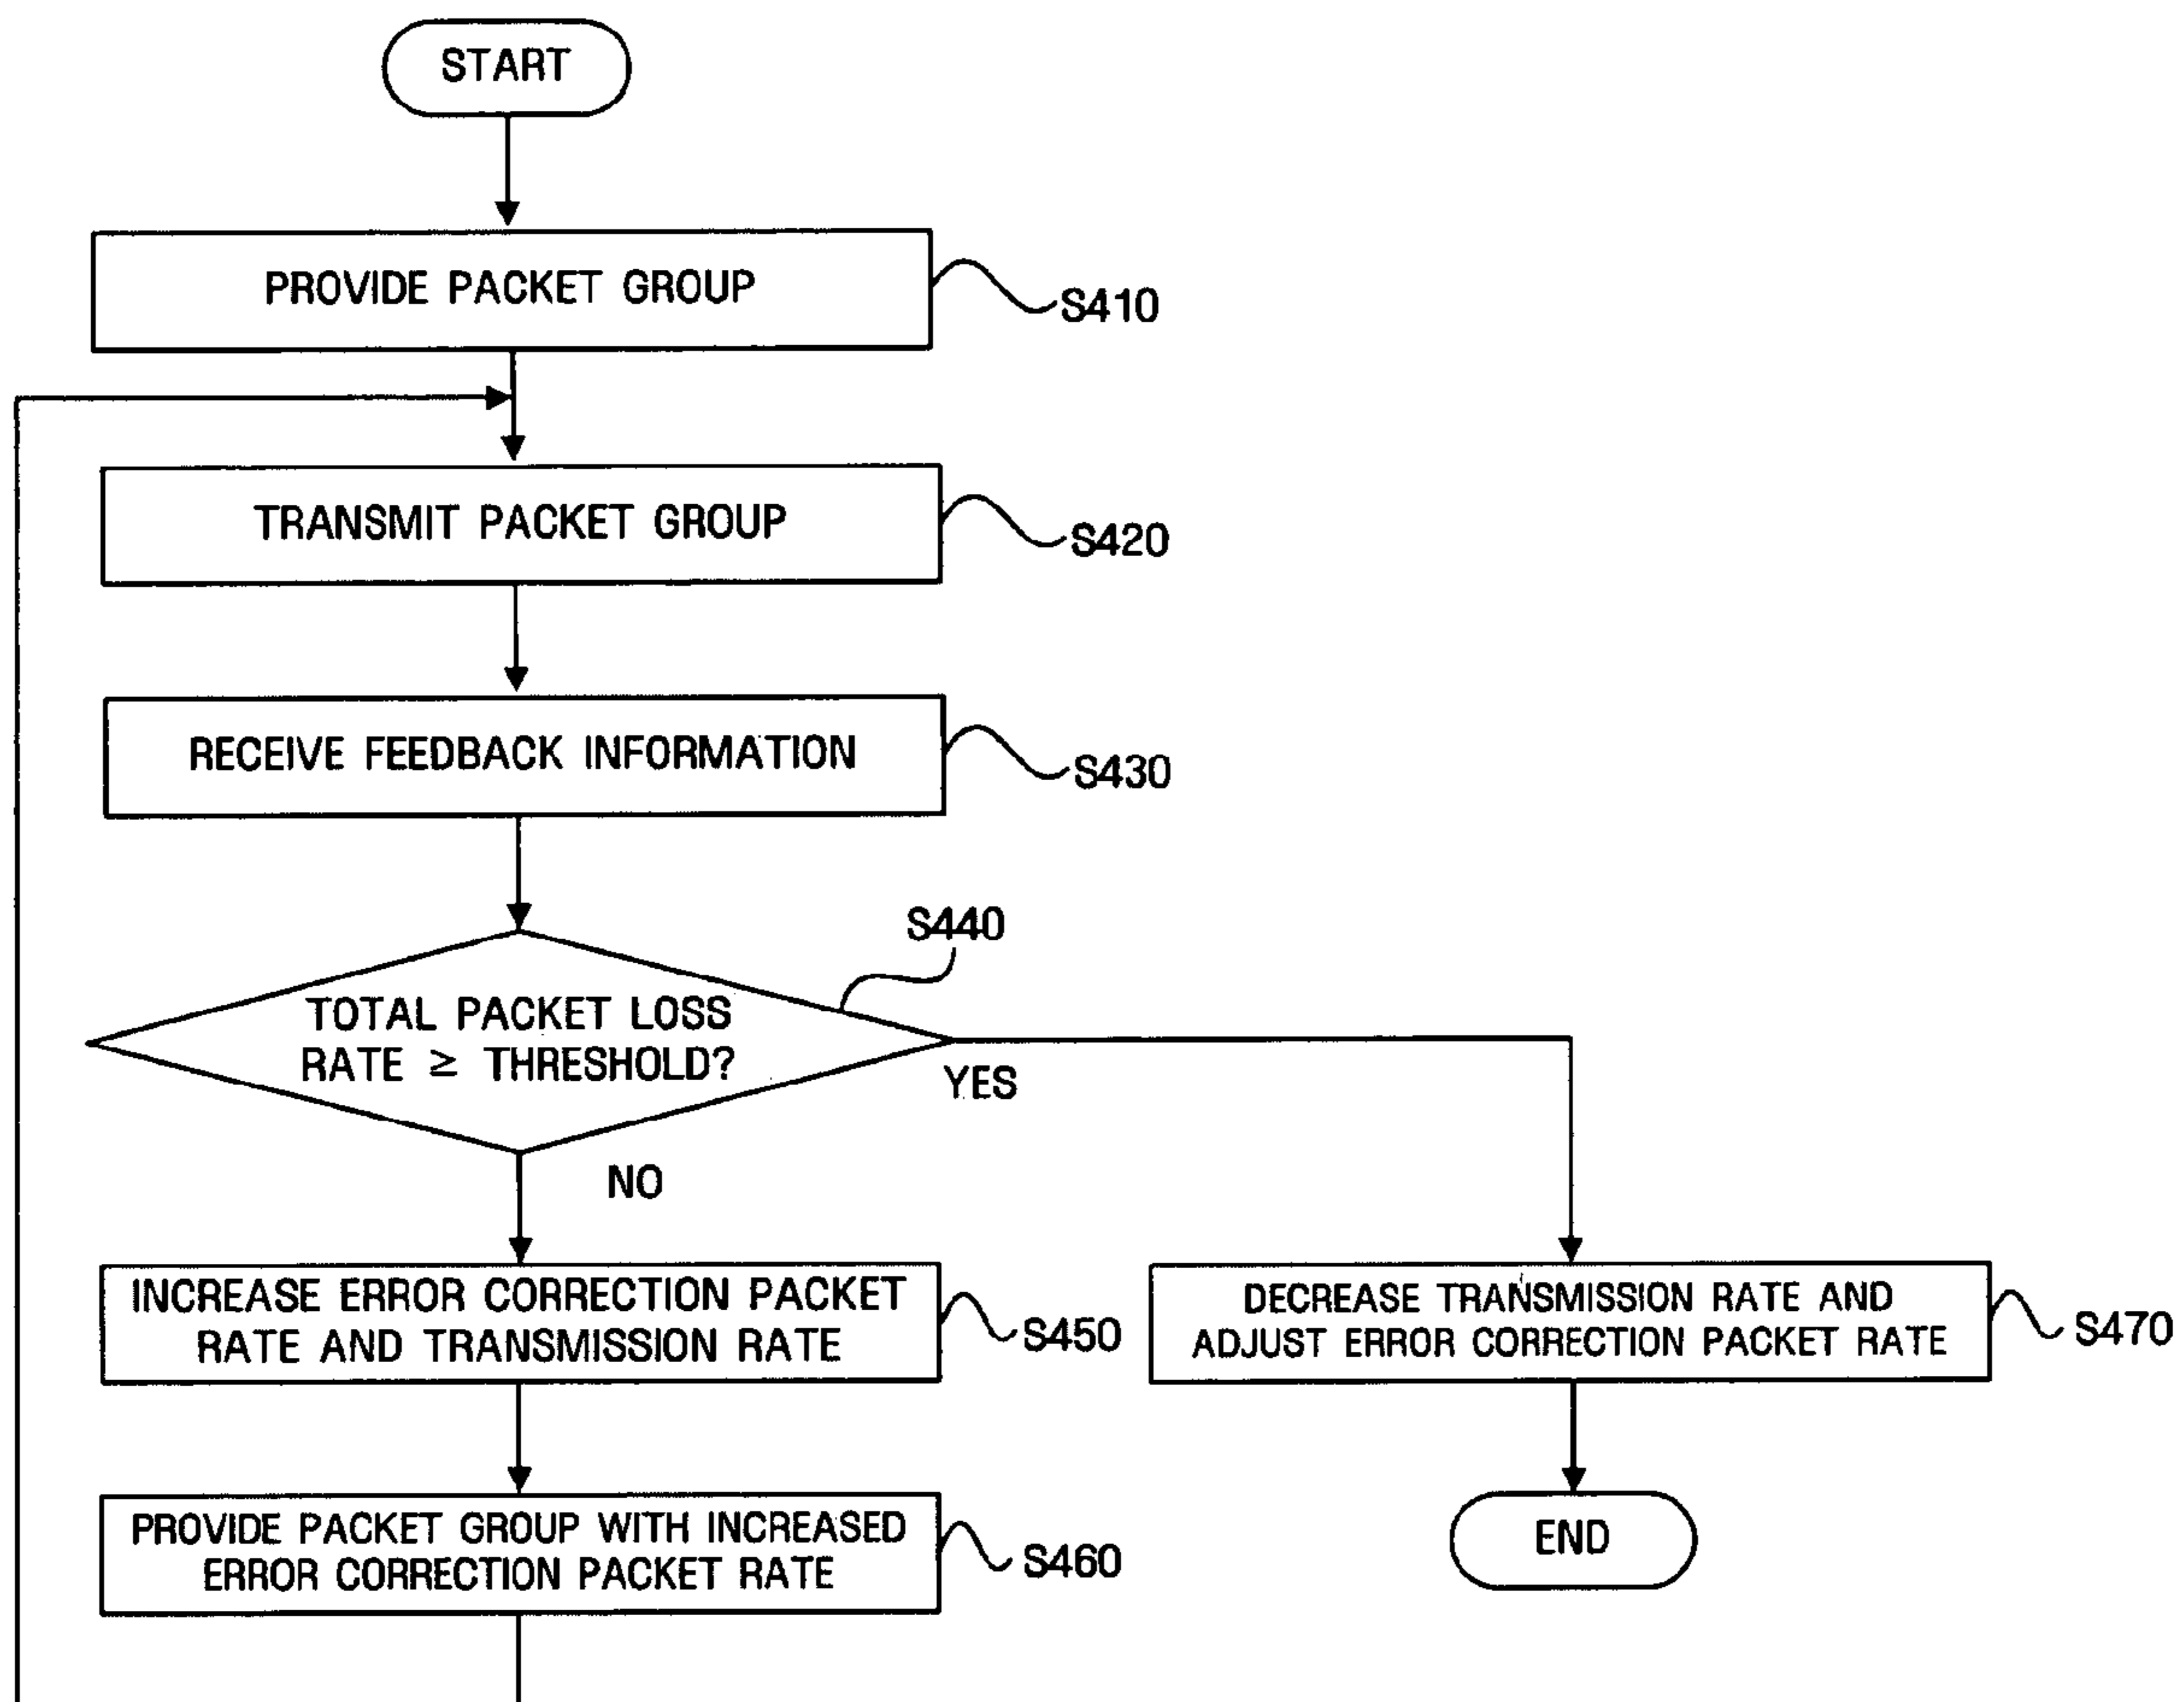 START
PROVIDE PACKET GROUP
S410
TRANSMIT PACKET GROUP
S420
RECEIVE FEEDBACK INFORMATION
S430
S440
TOTAL PACKET LOSS
RATE ≥ THRESHOLD?
YES
NO
INCREASE ERROR CORRECTION PACKET
RATE AND TRANSMISSION RATE
S450
DECREASE TRANSMISSION RATE AND
ADJUST ERROR CORRECTION PACKET RATE
S470
PROVIDE PACKET GROUP WITH INCREASED
ERROR CORRECTION PACKET RATE
S460
END